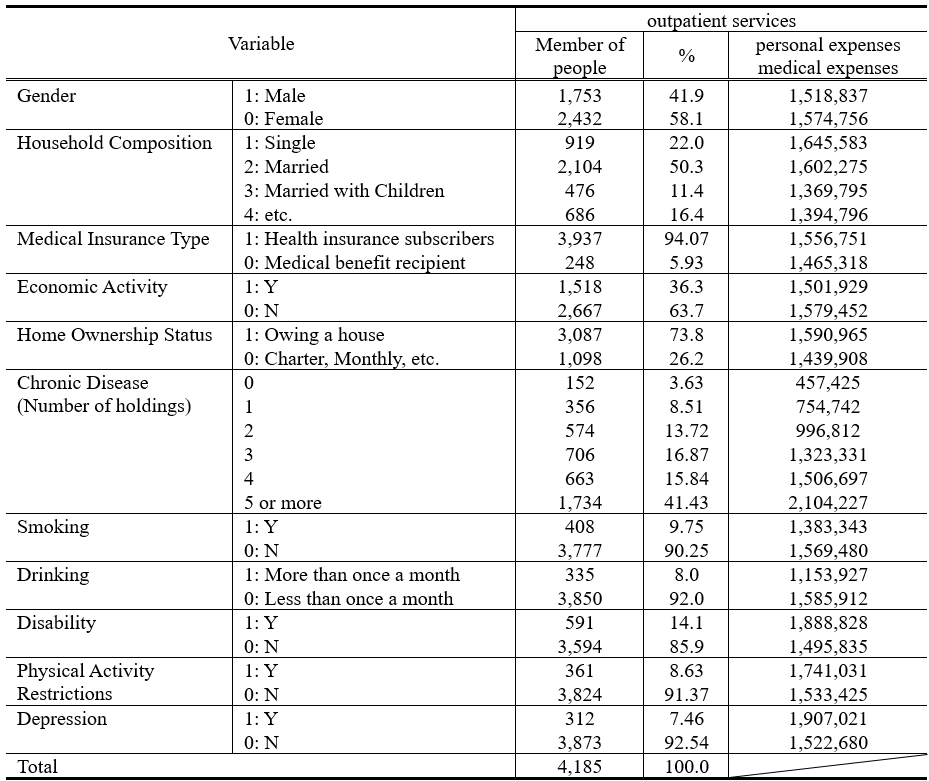 Variable outpatient services
Member of people % personal expenses medical expenses
Gender 1: Male 1,753 41.9 1,518,837
0: Female 2,432 58.1 1,574,756
Household Composition 1: Single 919 22.0 1,645,583
2: Married 2,104 50.3 1,602,275
3: Married with Children 476 11.4 1,369,795
4: etc. 686 16.4 1,394,796
Medical Insurance Type 1: Health insurance subscribers 3,937 94.07 1,556,751
0: Medical benefit recipient 248 5.93 1,465,318
Economic Activity 1: Y 1,518 36.3 1,501,929
0: N 2,667 63.7 1,579,452
Home Ownership Status 1: Owing a house 3,087 73.8 1,590,965
0: Charter, Monthly, etc. 1,098 26.2 1,439,908
Chronic Disease 0 152 3.63 457,425
(Number of holdings) 1 356 8.51 754,742
2 574 13.72 996,812
3 706 16.87 1,323,331
4 663 15.84 1,506,697
5 or more 1,734 41.43 2,104,227
Smoking 1: Y 408 9.75 1,383,343
0: N 3,777 90.25 1,569,480
Drinking 1: More than once a month 335 8.0 1,153,927
0: Less than once a month 3,850 92.0 1,585,912
Disability 1: Y 591 14.1 1,888,828
0: N 3,594 85.9 1,495,835
Physical Activity 1: Y 361 8.63 1,741,031
Restrictions 0: N 3,824 91.37 1,533,425
Depression 1: Y 312 7.46 1,907,021
0: N 3,873 92.54 1,522,680
Total 4,185 100.0